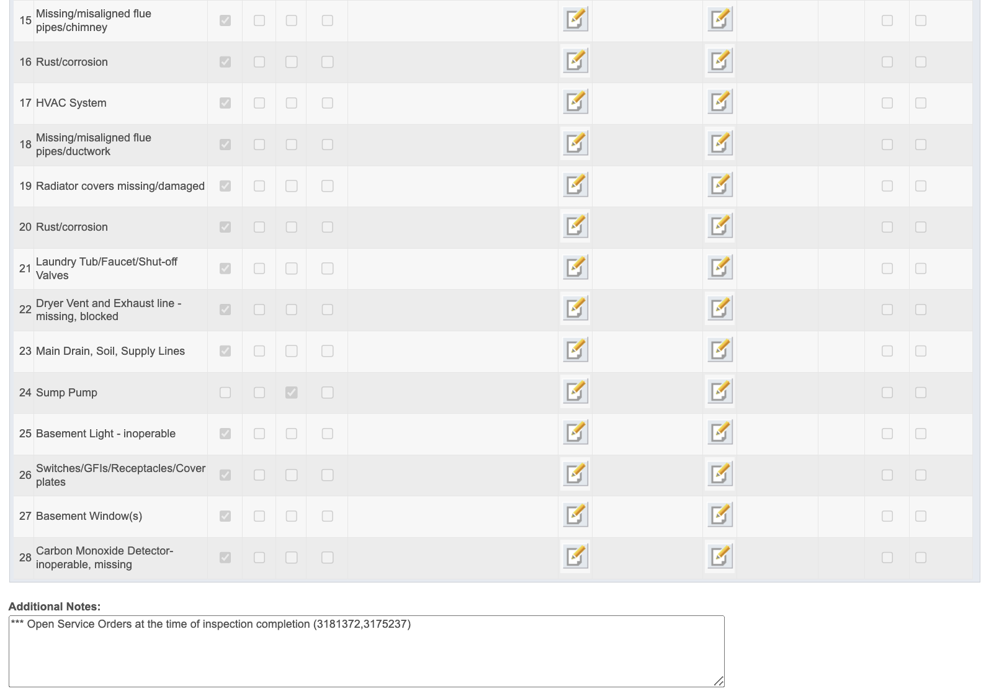 15 Missing/misaligned flue
pipes/chimney
16 Rust/corrosion
17 HVAC System
18 Missing/misaligned flue
pipes/ductwork
19 Radiator covers missing/damaged
20 Rust/corrosion
21 Laundry Tub/Faucet/Shut-off
Valves
22 Dryer Vent and Exhaust line -
missing, blocked
23 Main Drain, Soil, Supply Lines
24 Sump Pump
25 Basement Light - inoperable
26 Switches/GFIs/Receptacles/Cover
plates
27 Basement Window(s)
28 Carbon Monoxide Detector-
inoperable, missing
Additional Notes:
*** Open Service Orders at the time of inspection completion (3181372,3175237)